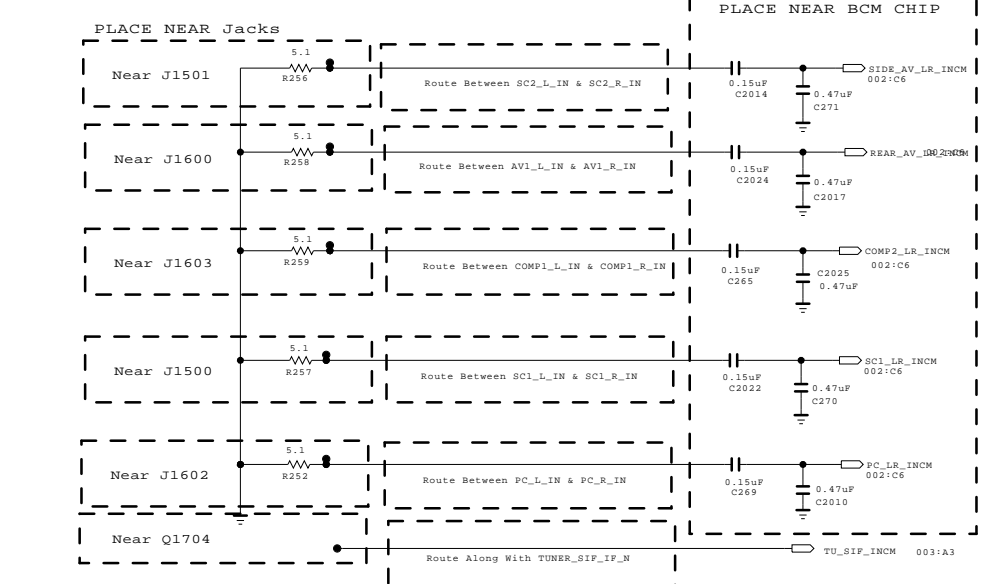 PLACE NEAR BCM CHIP
PLACE NEAR Jacks
Near J1501
5.1
R256
Route Between SC2_L_IN & SC2_R_IN
0.15uF
C2014
0.47uF
C271
SIDE_AV_LR_INCM
002:C6
Near J1600
5.1
R258
Route Between AV1_L_IN & AV1_R_IN
0.15uF
C2024
0.47uF
C2017
REAR_AV_LR_INCM
Near J1603
5.1
R259
Route Between COMP1_L_IN & COMP1_R_IN
0.15uF
C265
C2025
0.47uF
COMP2_LR_INCM
002:C6
Near J1500
5.1
R257
Route Between SC1_L_IN & SC1_R_IN
0.15uF
C2022
0.47uF
C270
SC1_LR_INCM
002:C6
Near J1602
5.1
R252
Route Between PC_L_IN & PC_R_IN
0.15uF
C269
0.47uF
C2010
PC_LR_INCM
002:C6
Near Q1704
Route Along With TUNER_SIF_IF_N
TU_SIF_INCM 003:A3